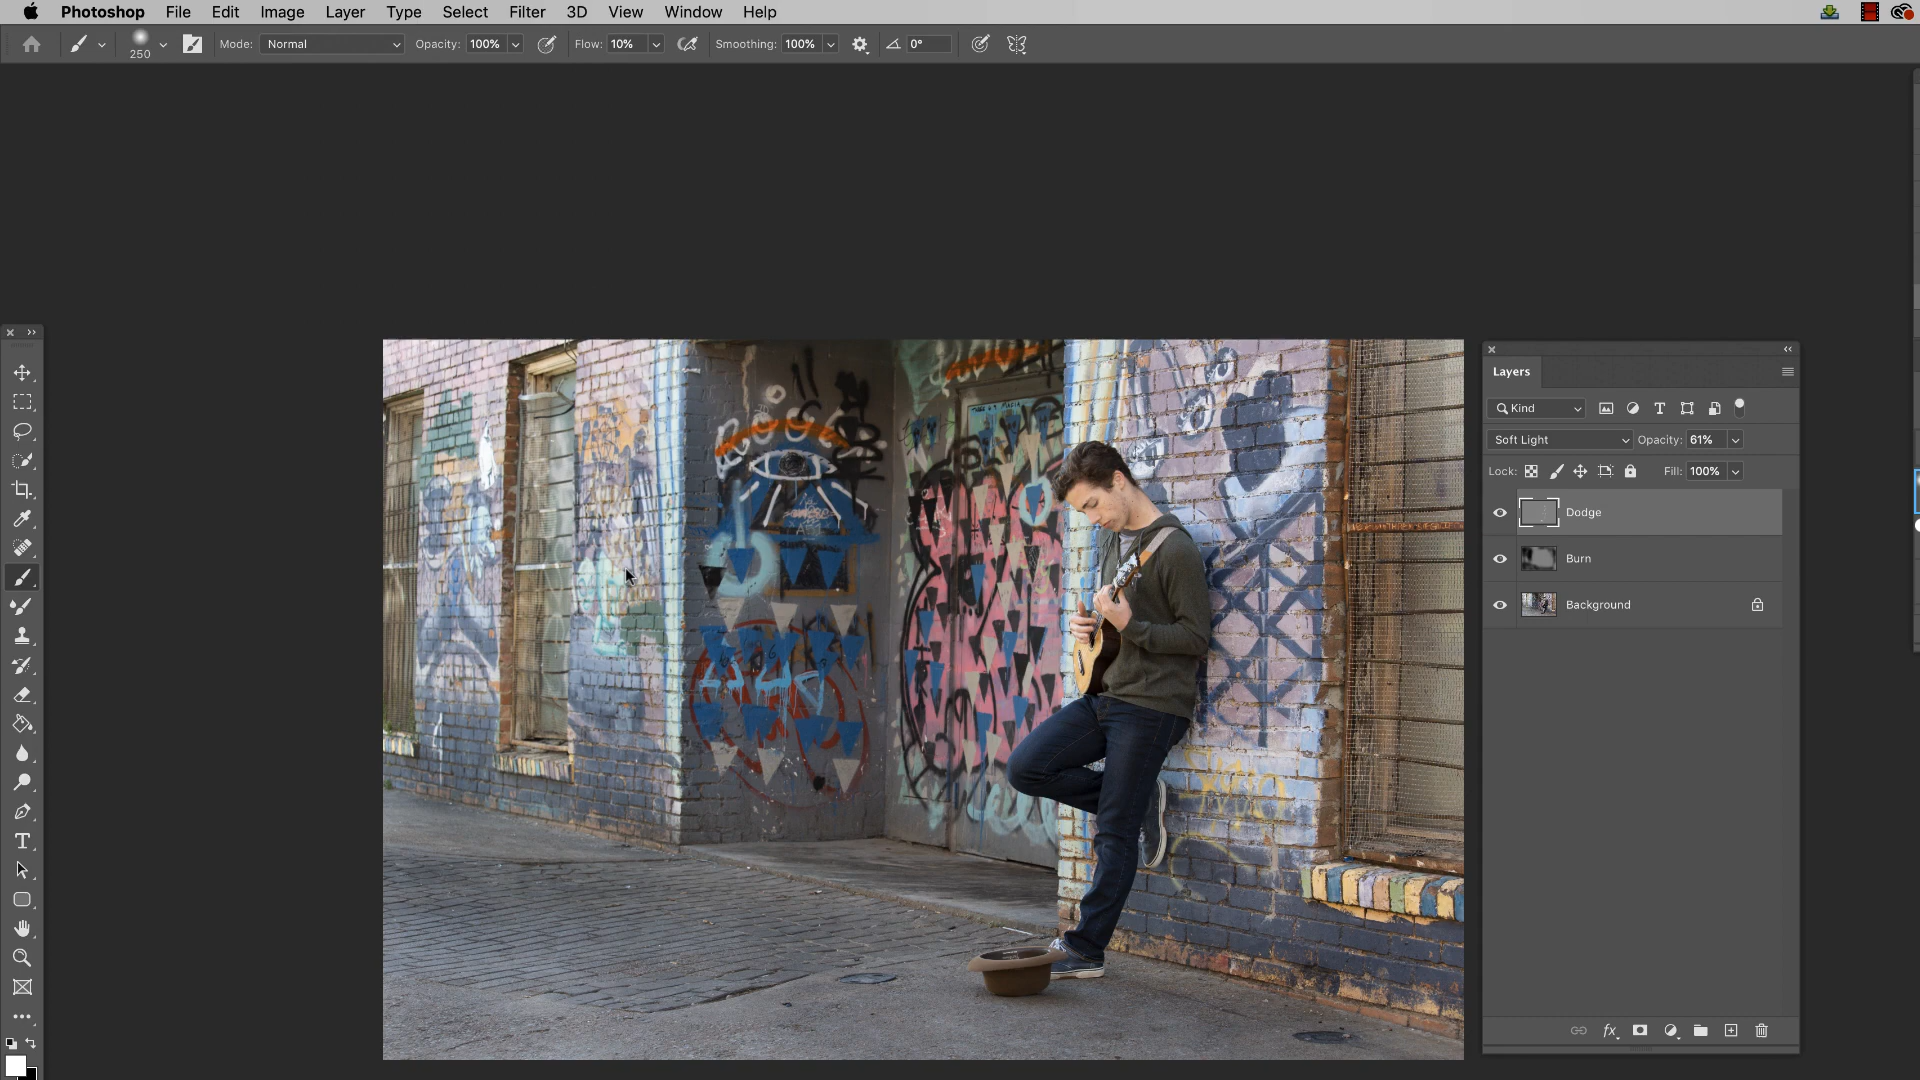 Photoshop File Edit Image Layer Type Select Filter 3D View Window Help
250 Mode: Normal Opacity: 100% Flow: 10% Smoothing: 100% 0°
Layers
Kind
Soft Light Opacity: 61%
Lock: Fill: 100%
Dodge
Burn
Background